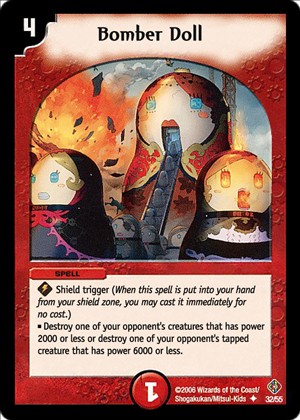 4
Bomber Doll
SPELL
Shield trigger (When this spell is put into your hand
from your shield zone, you may cast it immediately for
no cost.)
■ Destroy one of your opponent's creatures that has power
2000 or less or destroy one of your opponent's tapped
creature that has power 6000 or less.
1
©2006 Wizards of the Coast/
Shogakukan/Mitsui-Kids ✦ 32/55